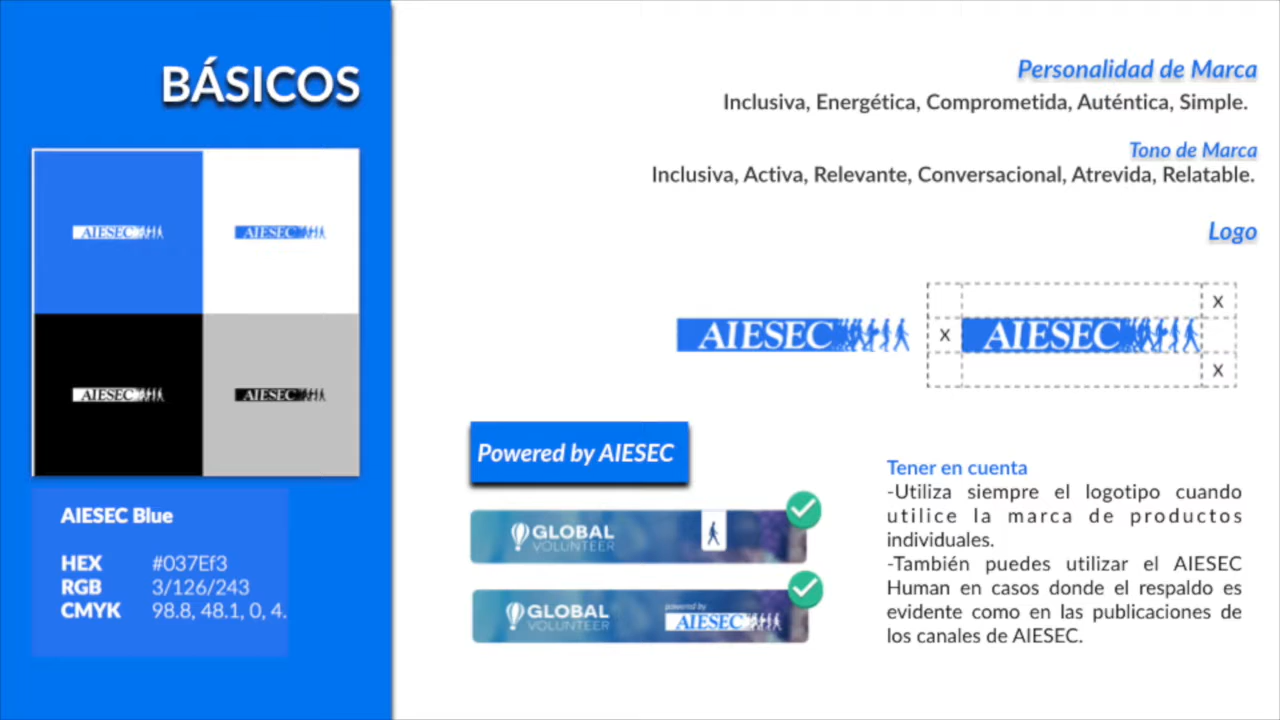 BÁSICOS
AIESEC
AIESEC
AIESEC
AIESEC
AIESEC Blue
HEX #037Ef3
RGB 3/126/243
CMYK 98.8, 48.1, 0, 4.
Personalidad de Marca
Inclusiva, Energética, Comprometida, Auténtica, Simple.
Tono de Marca
Inclusiva, Activa, Relevante, Conversacional, Atrevida, Relatable.
Logo
AIESEC
X
X
AIESEC
X
Powered by AIESEC
GLOBAL
VOLUNTEER
GLOBAL
VOLUNTEER
powered by
AIESEC
Tener en cuenta
-Utiliza siempre el logotipo cuando
utilice la marca de productos
individuales.
-También puedes utilizar el AIESEC
Human en casos donde el respaldo es
evidente como en las publicaciones de
los canales de AIESEC.